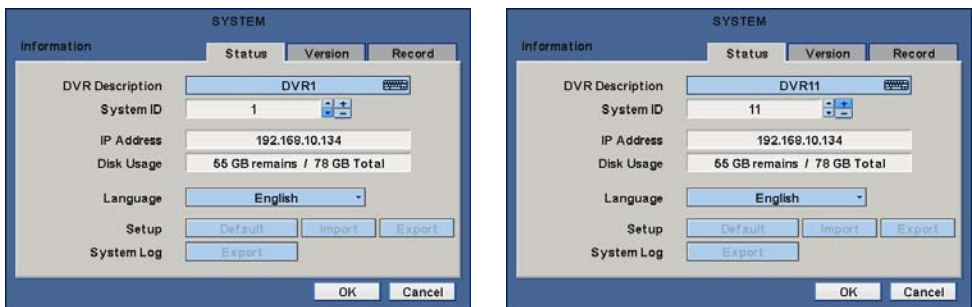 SYSTEM
Information
Status Version Record
DVR Description DVR1
System ID 1
IP Address 192.168.10.134
Disk Usage 55 GB remains / 78 GB Total
Language English
Setup Default Import Export
System Log Export
OK Cancel
SYSTEM
Information
Status Version Record
DVR Description DVR11
System ID 11
IP Address 192.168.10.134
Disk Usage 55 GB remains / 78 GB Total
Language English
Setup Default Import Export
System Log Export
OK Cancel